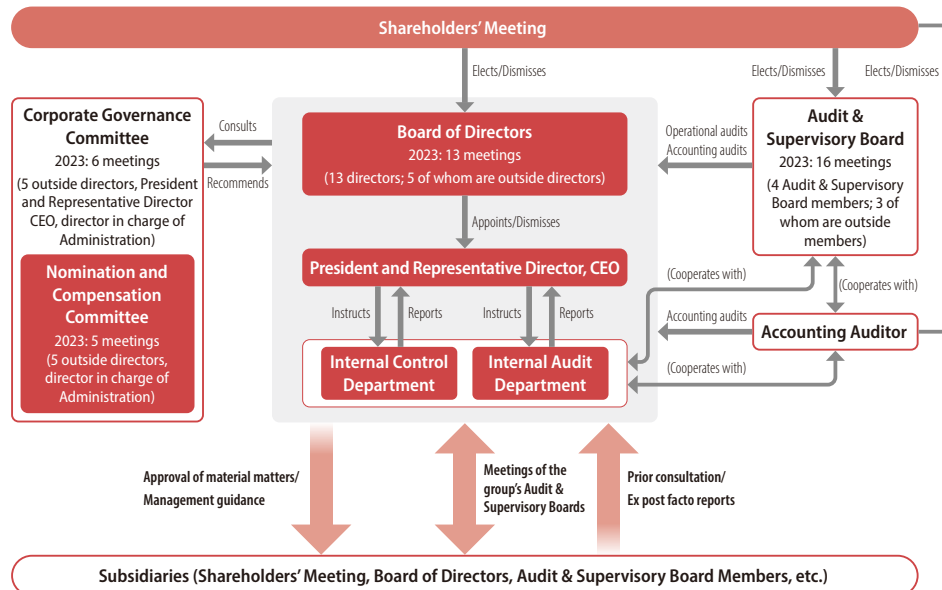 Shareholders’ Meeting
Elects/Dismisses
Elects/Dismisses
Elects/Dismisses
Corporate Governance
Committee
2023: 6 meetings
(5 outside directors, President
and Representative Director
CEO, director in charge of
Administration)
Nomination and
Compensation
Committee
2023: 5 meetings
(5 outside directors,
director in charge of
Administration)
Consults
Recommends
Board of Directors
2023: 13 meetings
(13 directors; 5 of whom are outside directors)
Appoints/Dismisses
President and Representative Director, CEO
Instructs
Reports
Instructs
Reports
Internal Control
Department
Internal Audit
Department
Operational audits
Accounting audits
Audit &
Supervisory Board
2023: 16 meetings
(4 Audit & Supervisory
Board members; 3 of
whom are outside
members)
(Cooperates with)
(Cooperates with)
Accounting audits
Accounting Auditor
(Cooperates with)
Approval of material matters/
Management guidance
Meetings of the
group’s Audit &
Supervisory Boards
Prior consultation/
Ex post facto reports
Subsidiaries (Shareholders’ Meeting, Board of Directors, Audit & Supervisory Board Members, etc.)